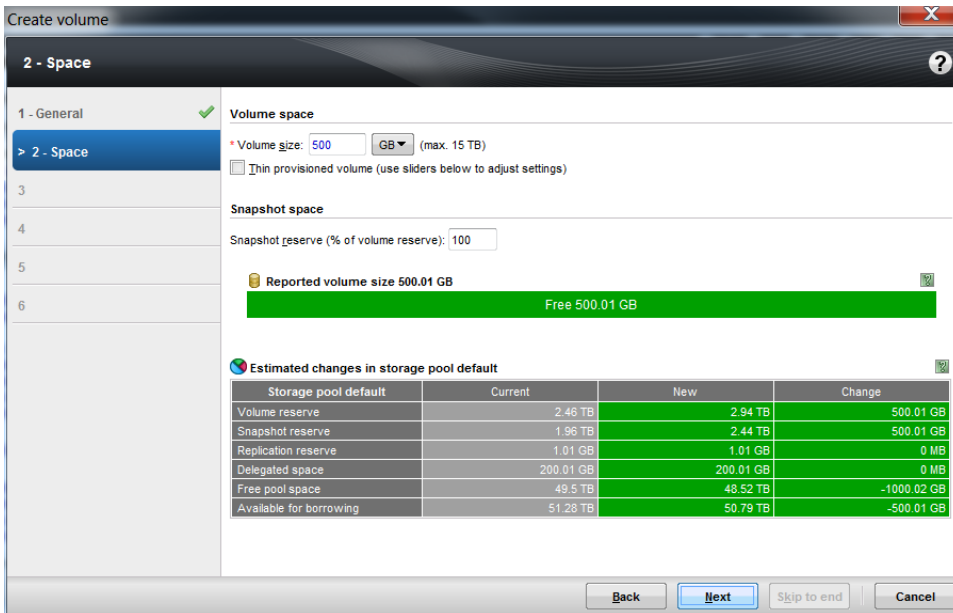 Create volume
X
2 - Space
?
1 - General
> 2 - Space
3
4
5
6
Volume space
* Volume size: 500 GB (max. 15 TB)
Thin provisioned volume (use sliders below to adjust settings)
Snapshot space
Snapshot reserve (% of volume reserve): 100
Reported volume size 500.01 GB
Free 500.01 GB
Estimated changes in storage pool default
Storage pool default Current New Change
Volume reserve 2.46 TB 2.94 TB 500.01 GB
Snapshot reserve 1.96 TB 2.44 TB 500.01 GB
Replication reserve 1.01 GB 1.01 GB 0 MB
Delegated space 200.01 GB 200.01 GB 0 MB
Free pool space 49.5 TB 48.52 TB -1000.02 GB
Available for borrowing 51.28 TB 50.79 TB -500.01 GB
Back Next Skip to end Cancel